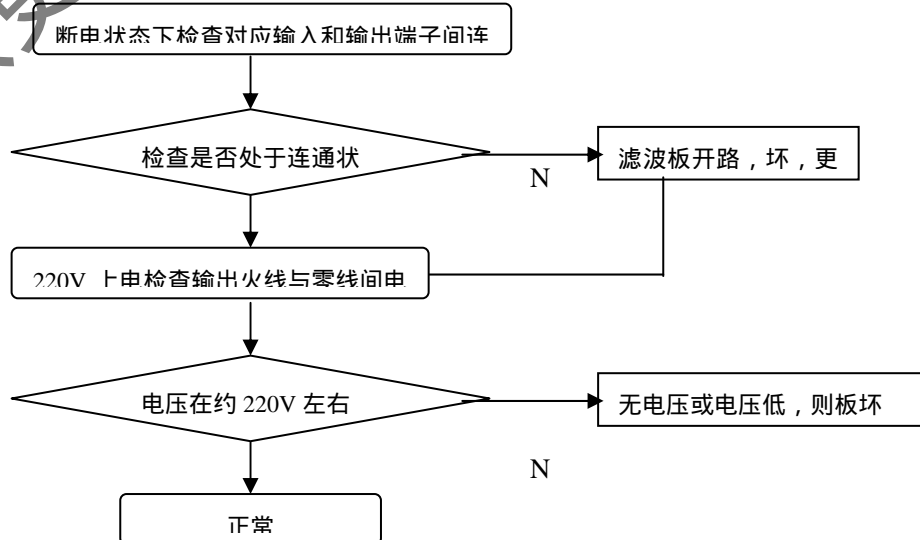 断电状态下检查对应输入和输出端子间连
检查是否处于连通状
N
滤波板开路，坏，更
220V 上电检查输出火线与零线间电
电压在约 220V 左右
无电压或电压低，则板坏
N
正常